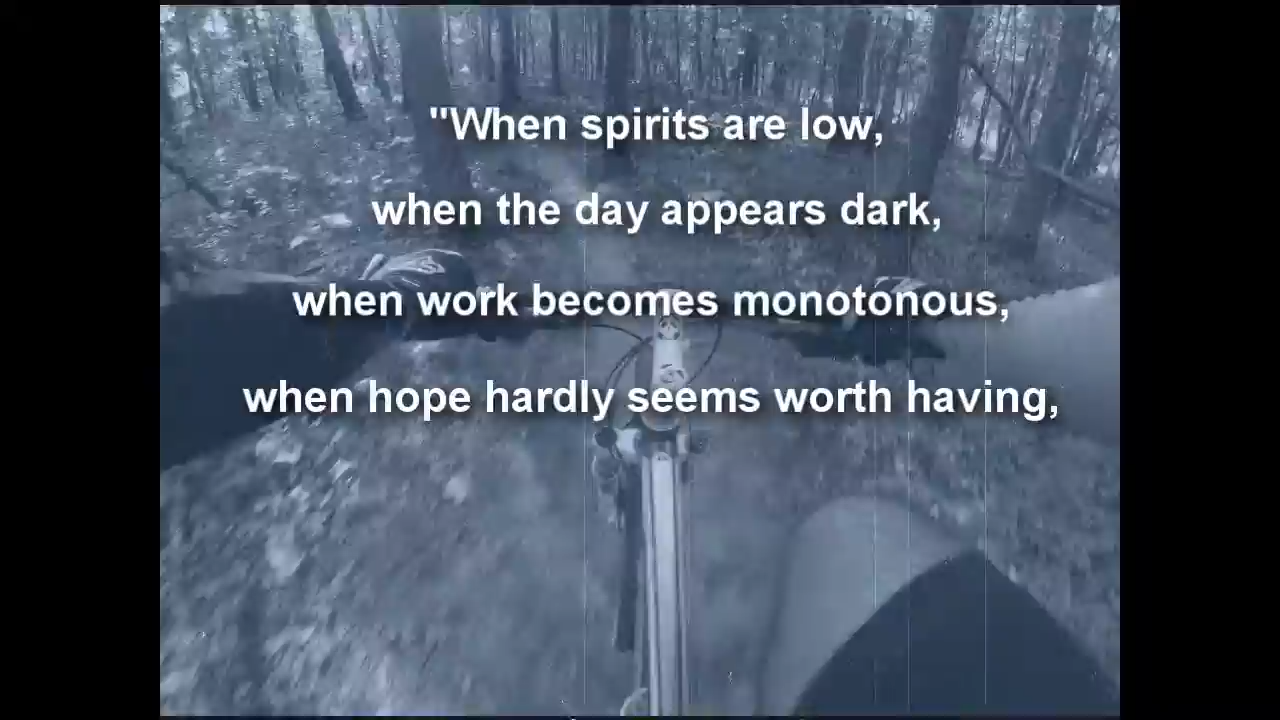 "When spirits are low,
when the day appears dark,
when work becomes monotonous,
when hope hardly seems worth having,